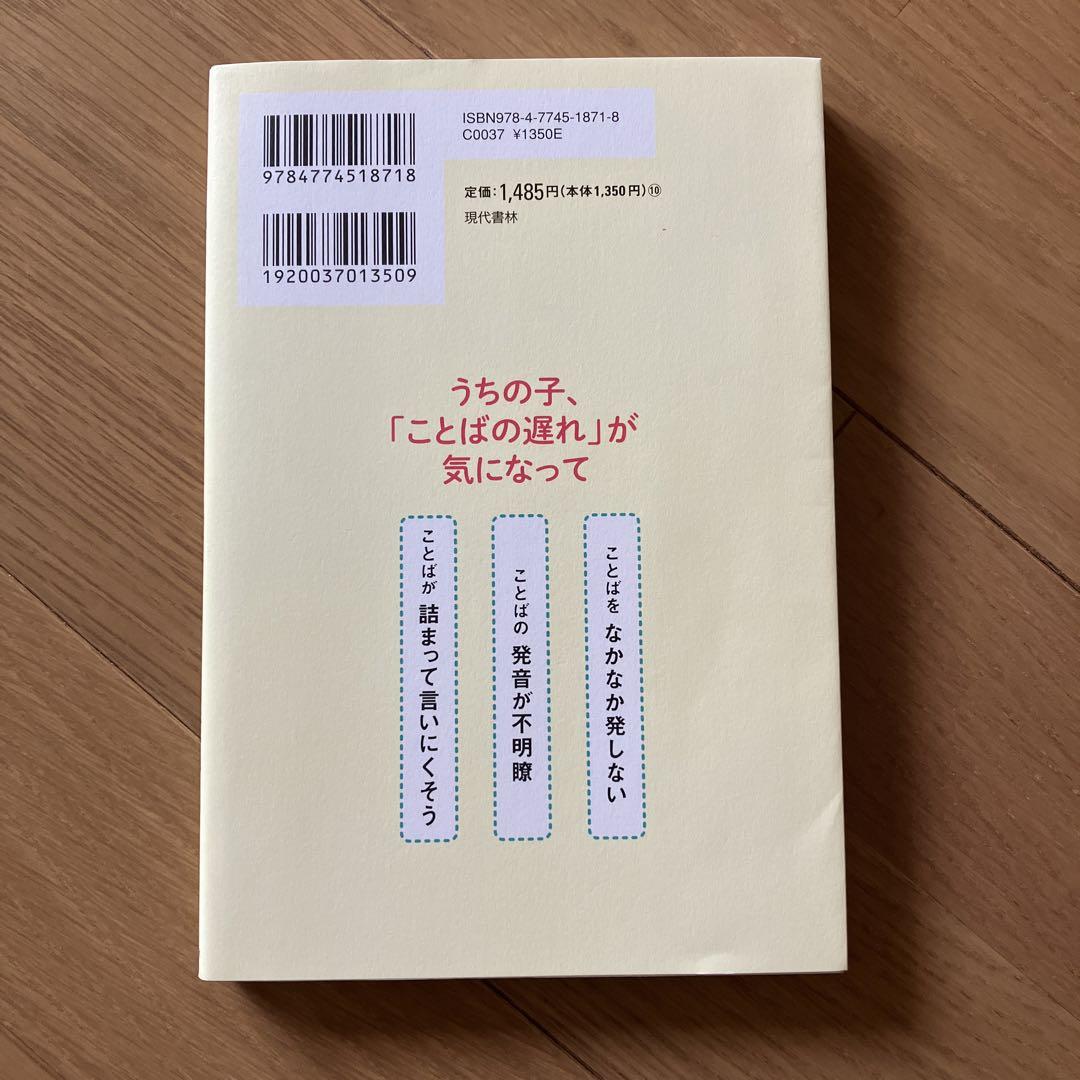 ISBN978-4-7745-1871-8
C0037 ¥1350E
9784774518718
定価：1,485円（本体1,350円）⑩
現代書林
1920037013509
うちの子、
「ことばの遅れ」が
気になって
ことばを なかなか発しない
ことばの 発音が不明瞭
ことばが 詰まって言いにくそう